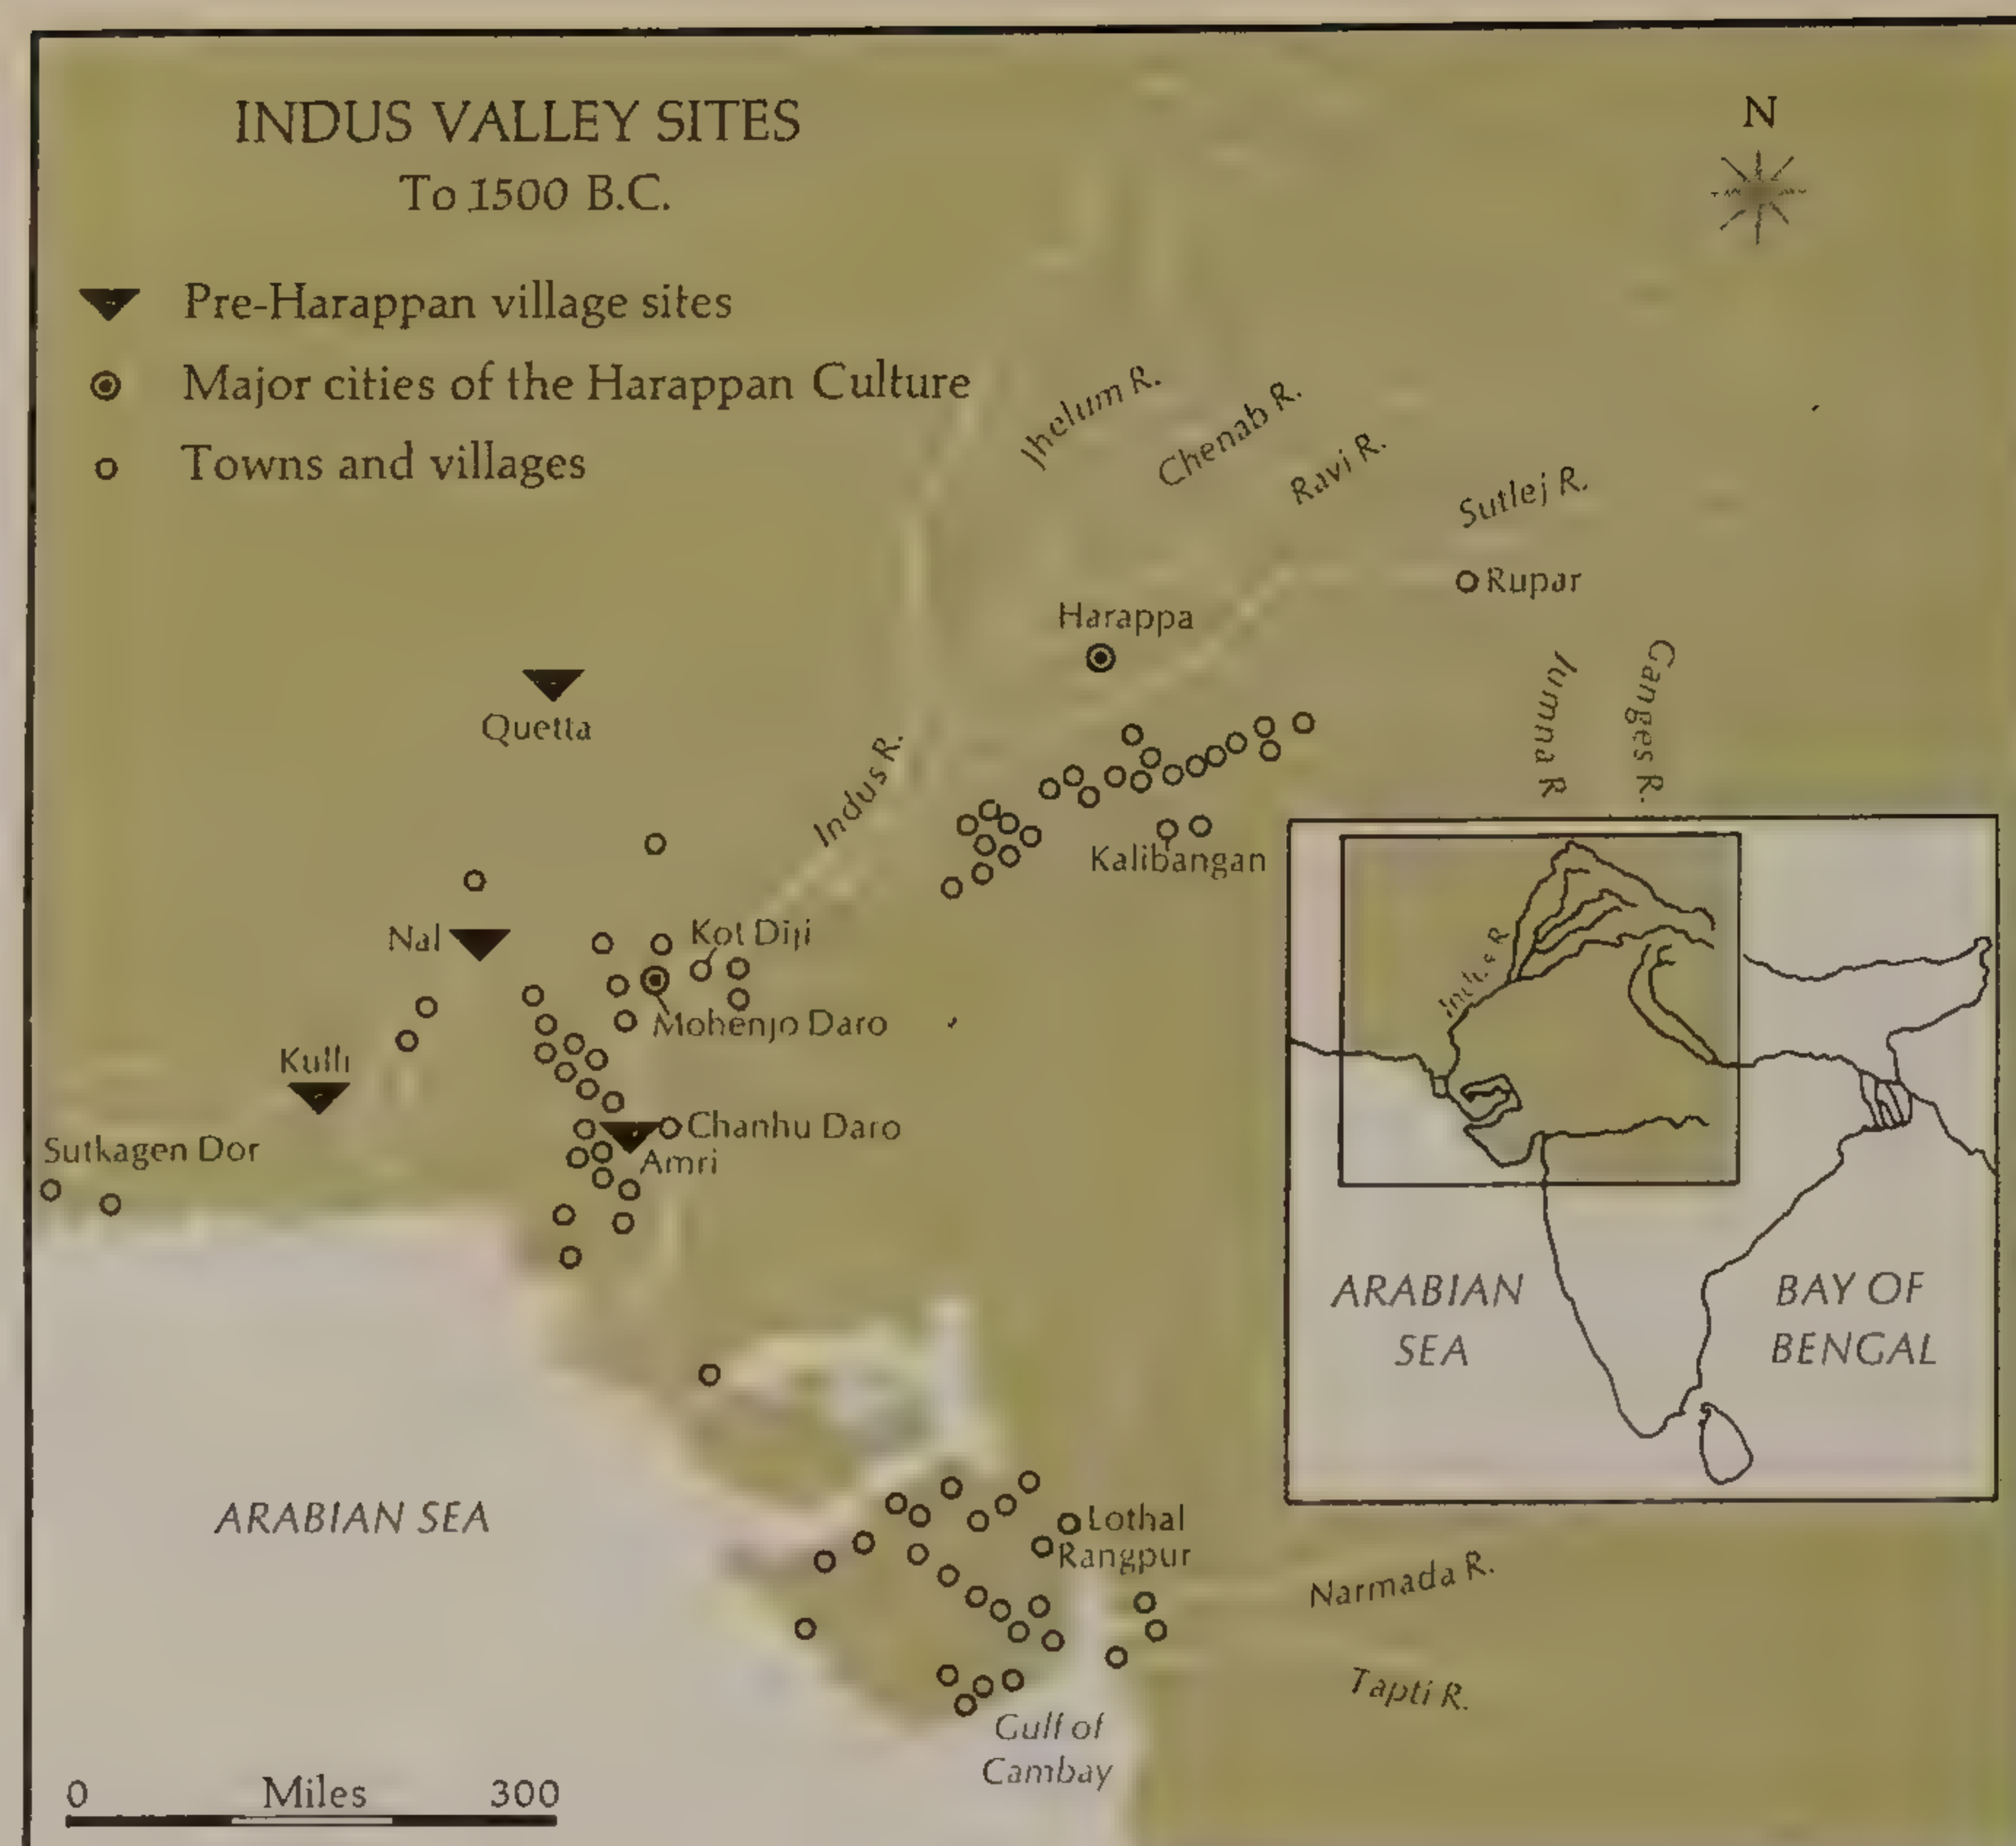 INDUS VALLEY SITES
To 1500 B.C.
N
Pre-Harappan village sites
Major cities of the Harappan Culture
Towns and villages
Jhelum R.
Chenab R.
Ravi R.
Sutlej R.
Rupar
Harappa
Jumna R
Ganges R.
Quetta
Indus R.
Kalibangan
Nal
Kot Diji
Mohenjo Daro
Kulli
Chanhu Daro
Amri
Sutkagen Dor
Indus R
ARABIAN
SEA
BAY OF
BENGAL
ARABIAN SEA
Lothal
Rangpur
Narmada R.
Tapti R.
Gulf of
Cambay
0 Miles 300